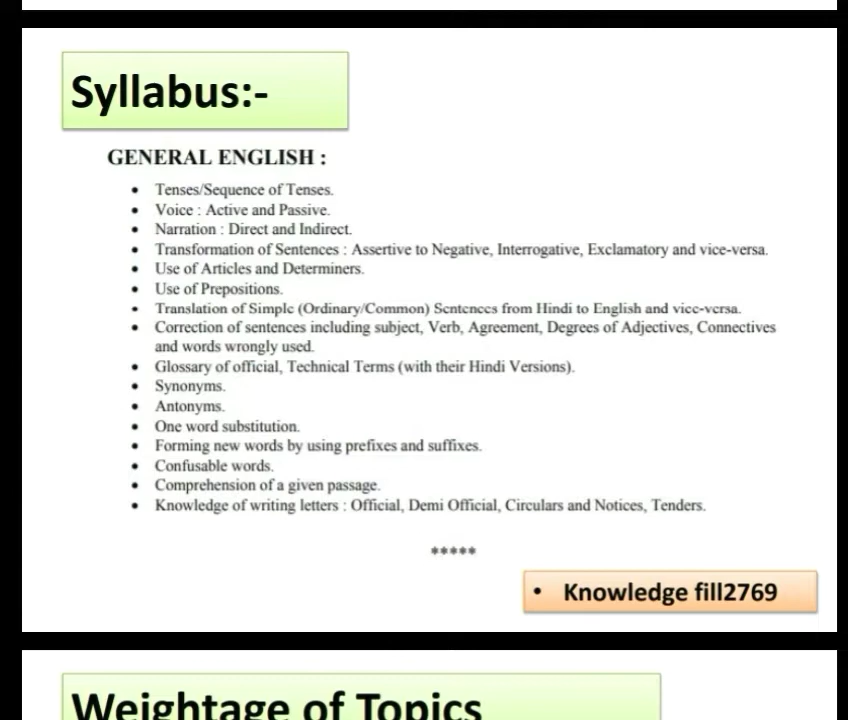 Syllabus:-
GENERAL ENGLISH :
• Tenses/Sequence of Tenses.
• Voice : Active and Passive.
• Narration : Direct and Indirect.
• Transformation of Sentences : Assertive to Negative, Interrogative, Exclamatory and vice-versa.
• Use of Articles and Determiners.
• Use of Prepositions.
• Translation of Simple (Ordinary/Common) Sentences from Hindi to English and vice-versa.
• Correction of sentences including subject, Verb, Agreement, Degrees of Adjectives, Connectives
and words wrongly used.
• Glossary of official, Technical Terms (with their Hindi Versions).
• Synonyms.
• Antonyms.
• One word substitution.
• Forming new words by using prefixes and suffixes.
• Confusable words.
• Comprehension of a given passage.
• Knowledge of writing letters : Official, Demi Official, Circulars and Notices, Tenders.
*****
• Knowledge fill2769
Weightage of Topics